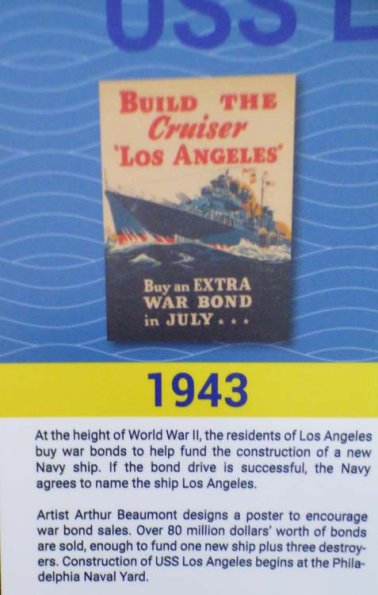 USS L
BUILD THE
Cruiser
'LOS ANGELES'
Buy an EXTRA
WAR BOND
in JULY . . .
1943
At the height of World War II, the residents of Los Angeles
buy war bonds to help fund the construction of a new
Navy ship. If the bond drive is successful, the Navy
agrees to name the ship Los Angeles.
Artist Arthur Beaumont designs a poster to encourage
war bond sales. Over 80 million dollars' worth of bonds
are sold, enough to fund one new ship plus three destroy-
ers. Construction of USS Los Angeles begins at the Phila-
delphia Naval Yard.